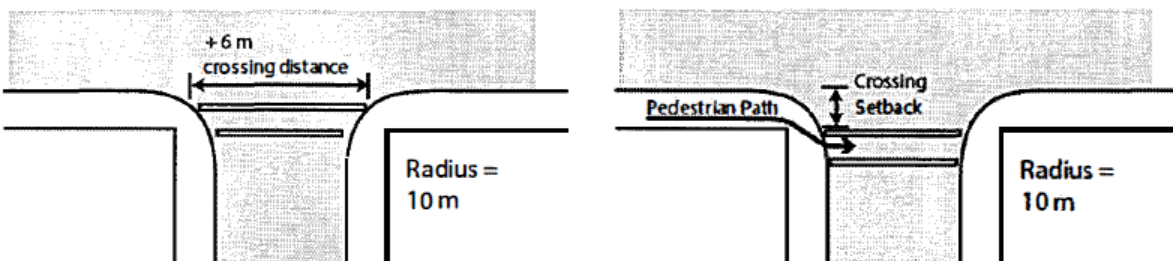 + 6 m
crossing distance
Radius =
10 m
Crossing
Setback
Pedestrian Path
Radius =
10 m